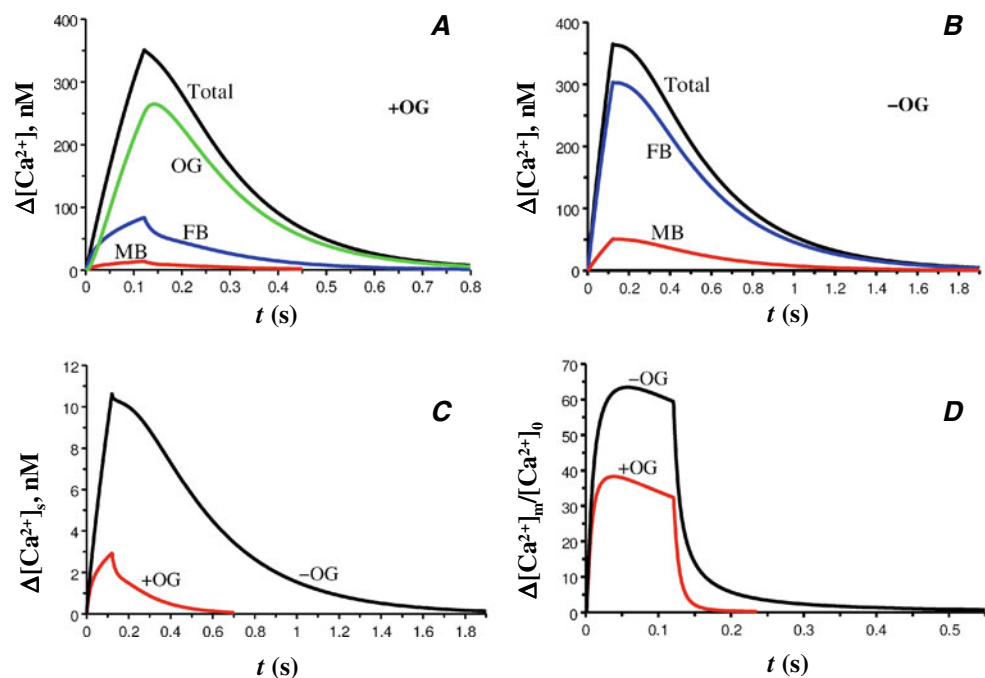 A
Δ[Ca²⁺], nM
400
300
200
100
0
Total
+OG
OG
FB
MB
0 0.1 0.2 0.3 0.4 0.5 0.6 0.7 0.8
t (s)
B
Δ[Ca²⁺], nM
400
300
200
100
0
Total
–OG
FB
MB
0 0.2 0.4 0.6 0.8 1 1.2 1.4 1.6 1.8
t (s)
C
Δ[Ca²⁺]s, nM
12
10
8
6
4
2
0
+OG
–OG
0 0.2 0.4 0.6 0.8 1 1.2 1.4 1.6 1.8
t (s)
D
Δ[Ca²⁺]m/[Ca²⁺]0
70
60
50
40
30
20
10
0
–OG
+OG
0 0.1 0.2 0.3 0.4 0.5
t (s)